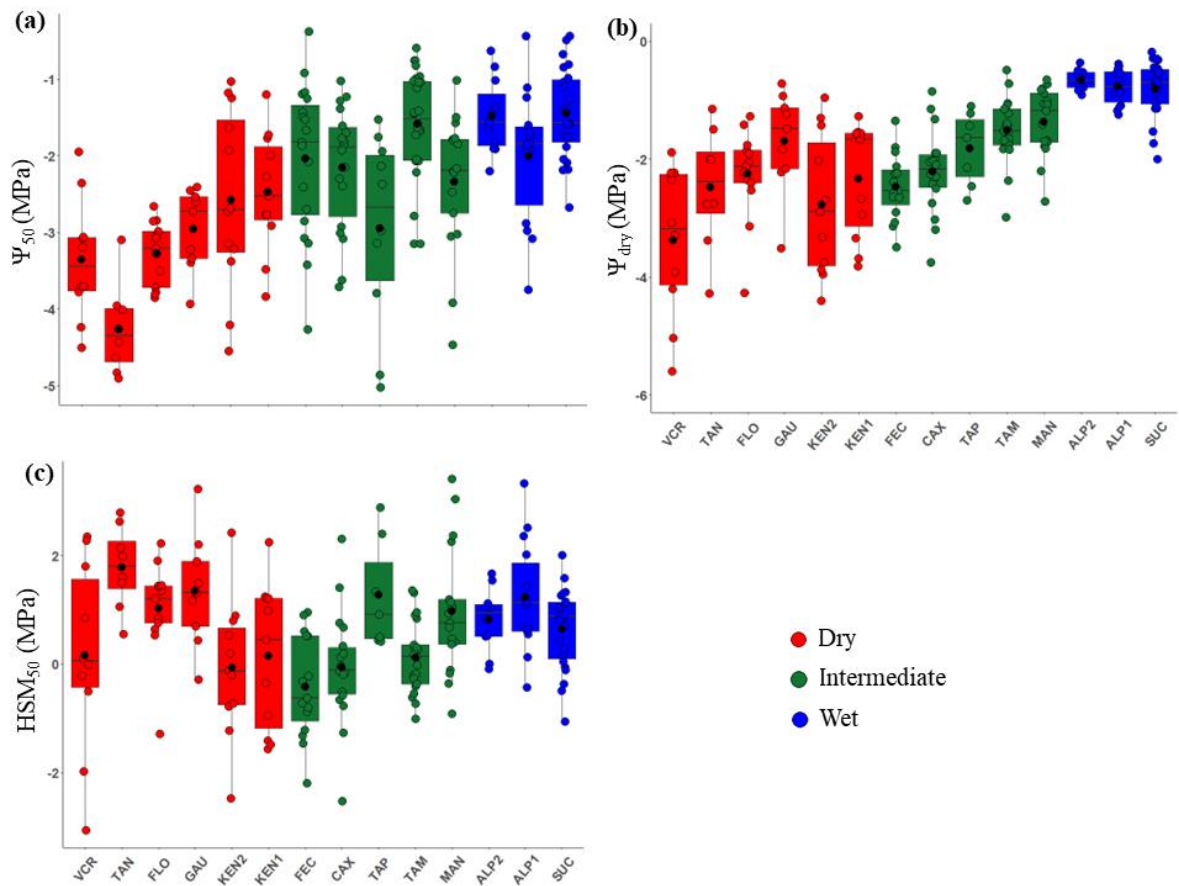 (a)
Ψ50 (MPa)
-1
-2
-3
-4
-5
(b)
Ψdry (MPa)
0
-2
-4
-6
VCR TAN FLO GAU KEN2 KEN1 FEC CAX TAP TAM MAN ALP2 ALP1 SUC
(c)
HSM50 (MPa)
2
0
-2
VCR TAN FLO GAU KEN2 KEN1 FEC CAX TAP TAM MAN ALP2 ALP1 SUC
Dry
Intermediate
Wet